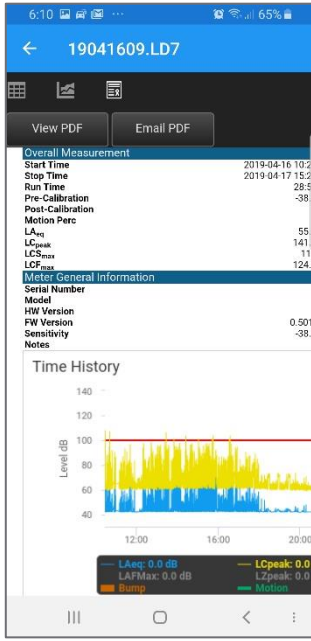 6:10 65%
← 19041609.LD7
View PDF Email PDF
Overall Measurement
Start Time 2019-04-16 10:2
Stop Time 2019-04-17 15:2
Run Time 28:5
Pre-Calibration -38.
Post-Calibration
Motion Perc
LAeq 55.
LCpeak 141.
LCSmax 11
LCFmax 124.
Meter General Information
Serial Number
Model
HW Version
FW Version 0.501
Sensitivity -38.
Notes
Time History
140
120
100
80
60
40
Level dB
12:00 16:00 20:00
LAeq: 0.0 dB LCpeak: 0.0
LAFMax: 0.0 dB LZpeak: 0.0
Bump Motion